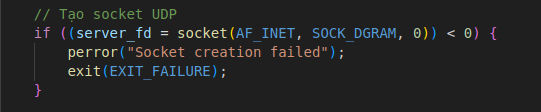 // Tạo socket UDP
if ((server_fd = socket(AF_INET, SOCK_DGRAM, 0)) < 0) {
    perror("Socket creation failed");
    exit(EXIT_FAILURE);
}